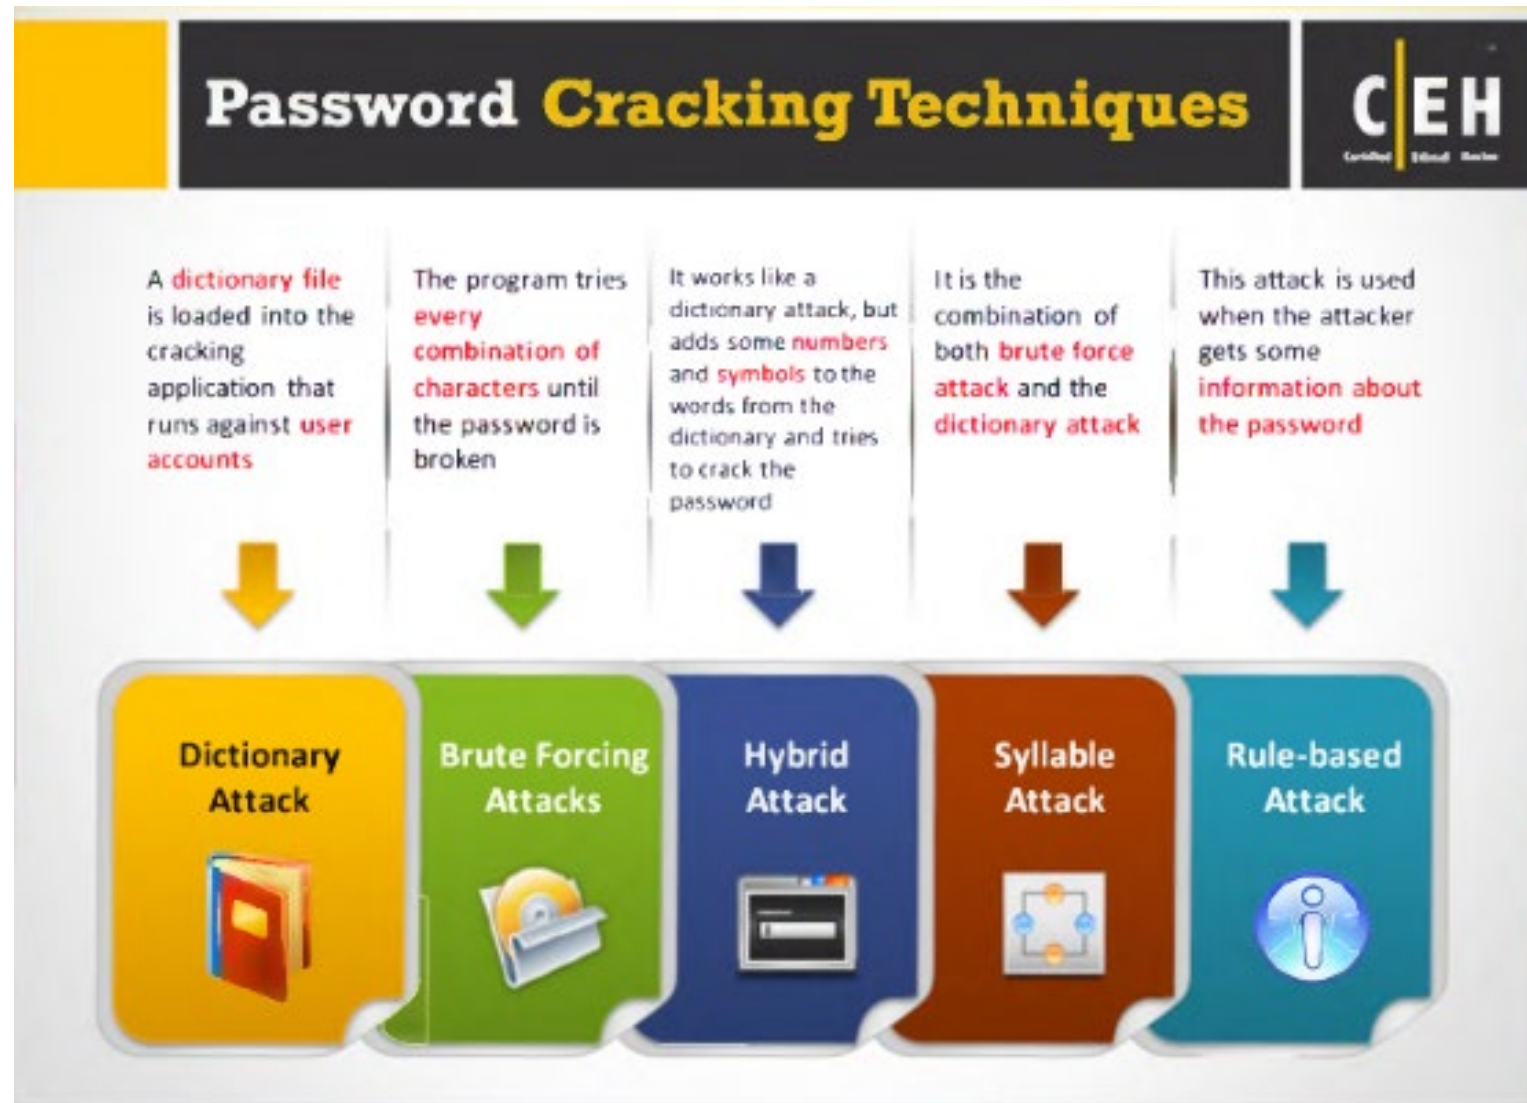 Password Cracking Techniques
C EH
A dictionary file
is loaded into the
cracking
application that
runs against user
accounts
The program tries
every
combination of
characters until
the password is
broken
It works like a
dictionary attack, but
adds some numbers
and symbols to the
words from the
dictionary and tries
to crack the
password
It is the
combination of
both brute force
attack and the
dictionary attack
This attack is used
when the attacker
gets some
information about
the password
Dictionary
Attack
Brute Forcing
Attacks
Hybrid
Attack
Syllable
Attack
Rule-based
Attack